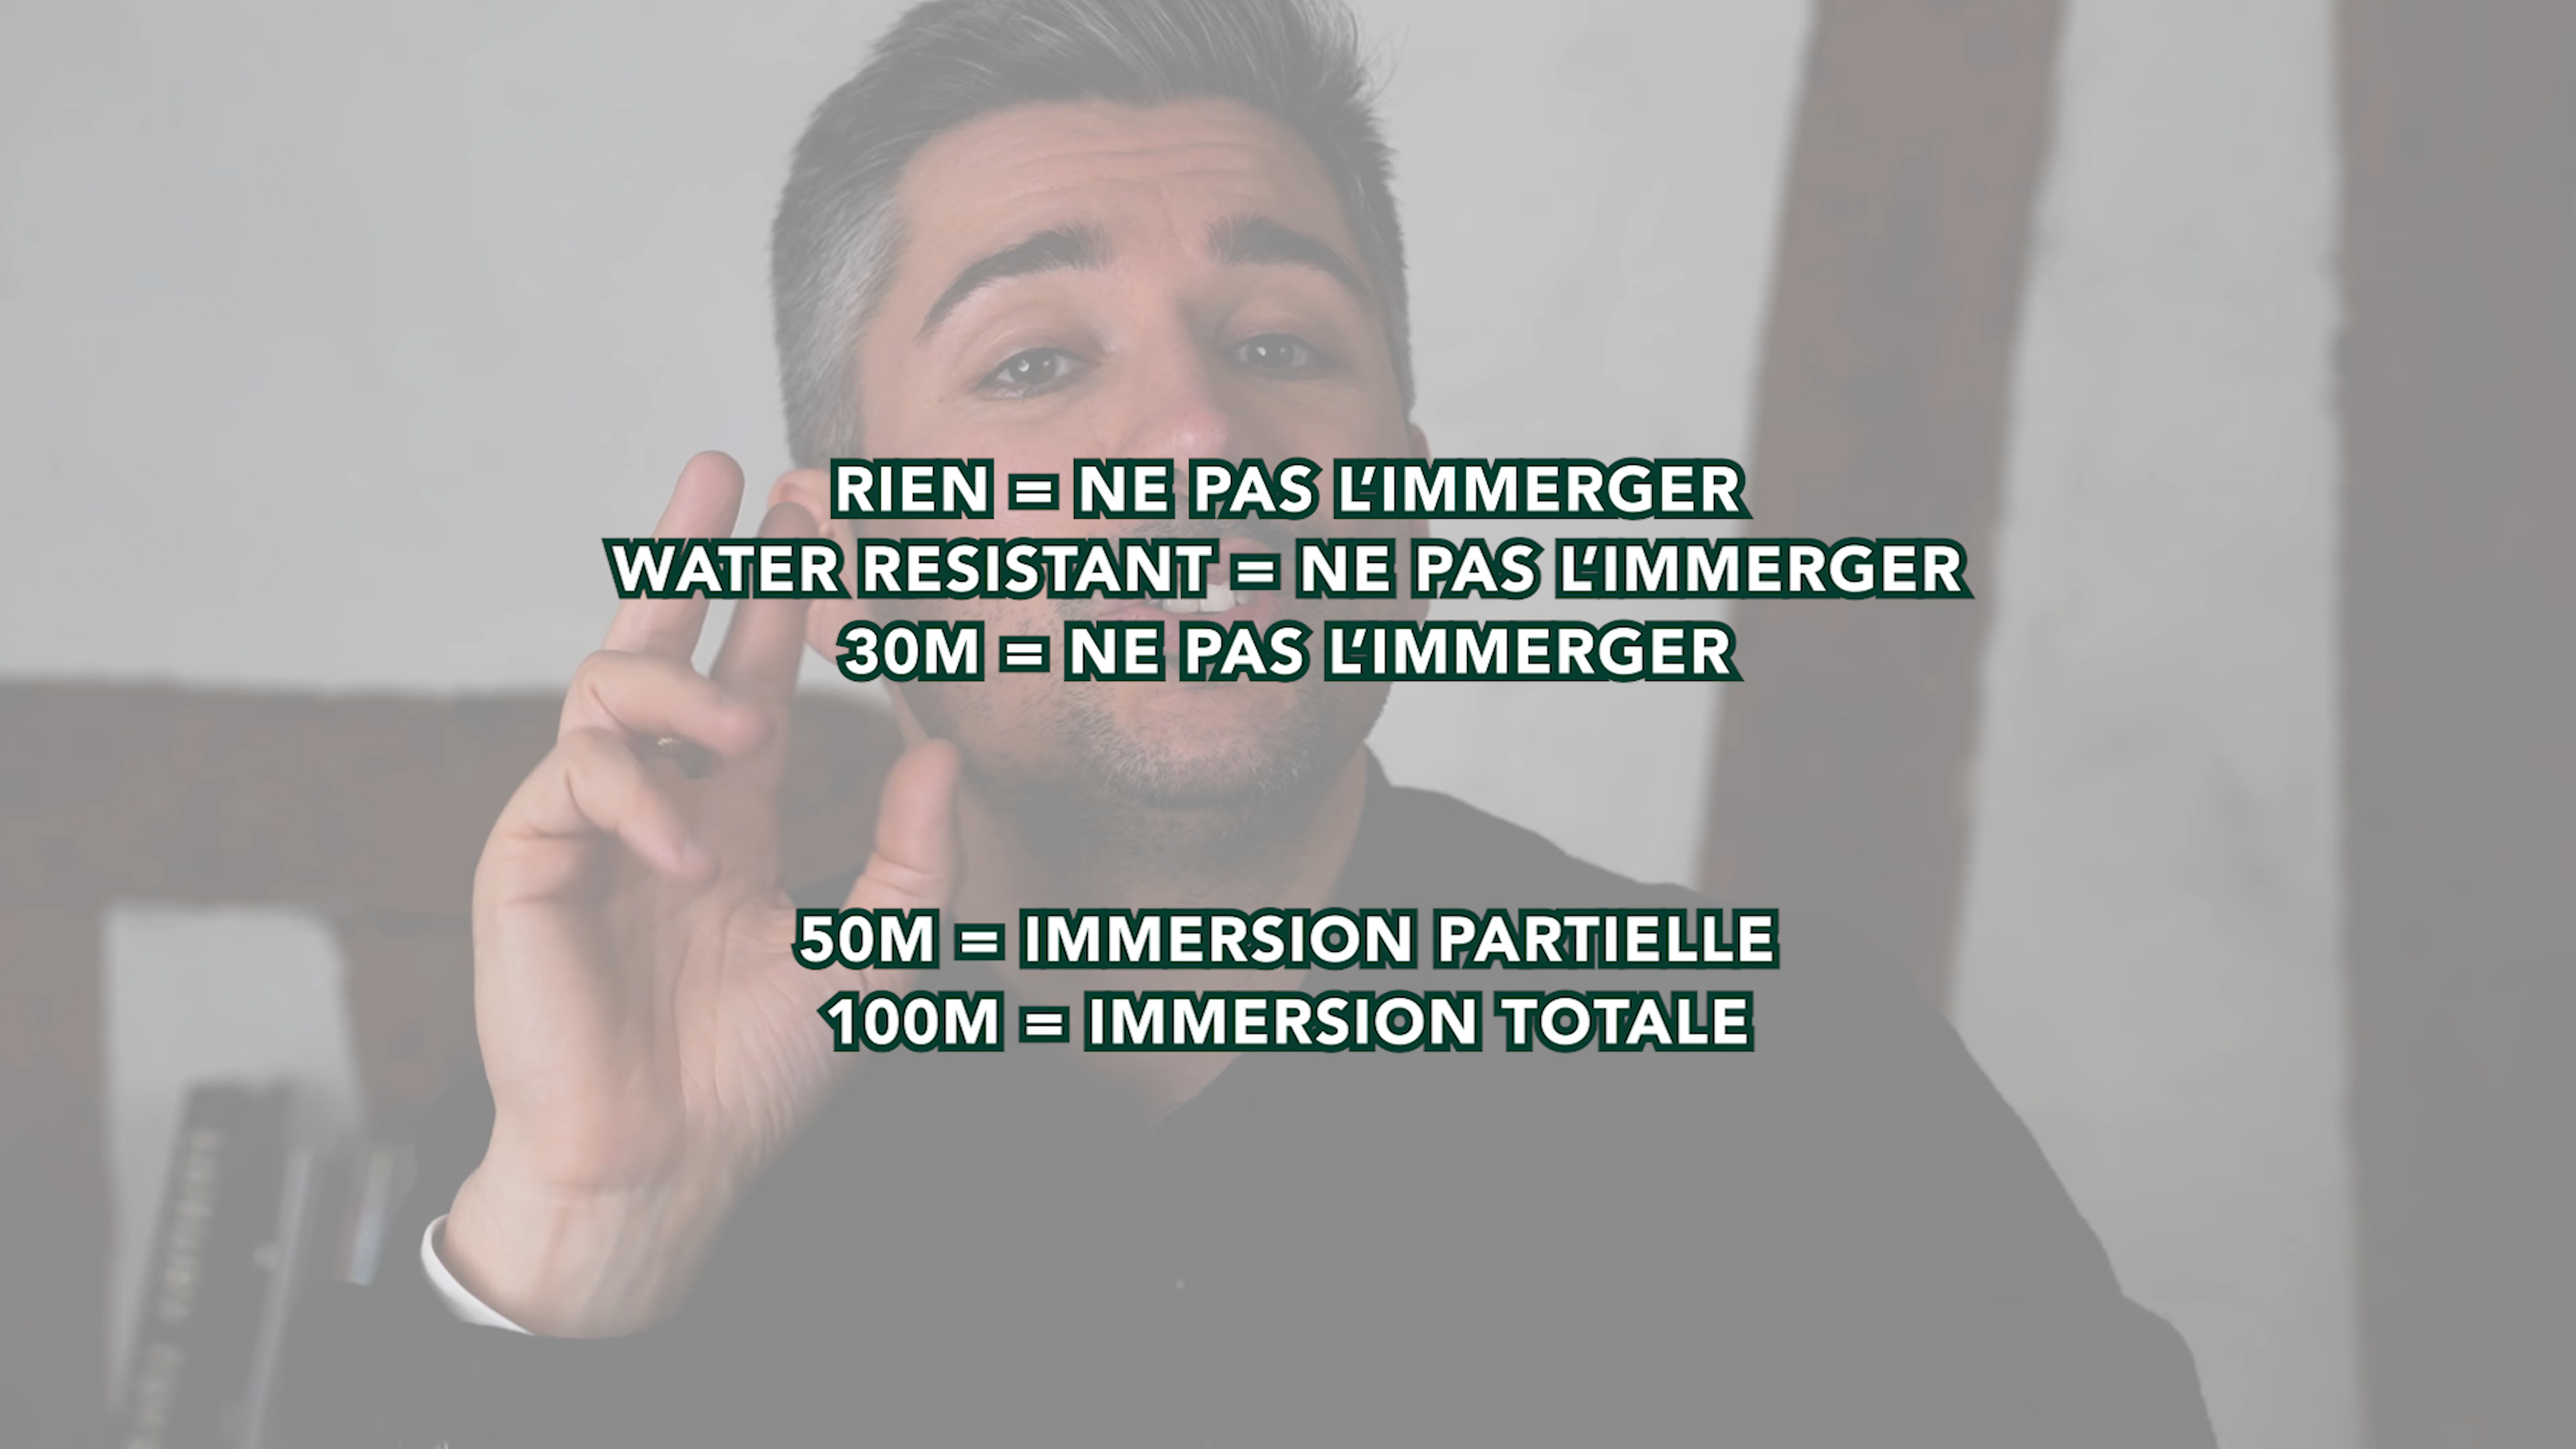 RIEN = NE PAS L'IMMERGER
WATER RESISTANT = NE PAS L'IMMERGER
30M = NE PAS L'IMMERGER
50M = IMMERSION PARTIELLE
100M = IMMERSION TOTALE